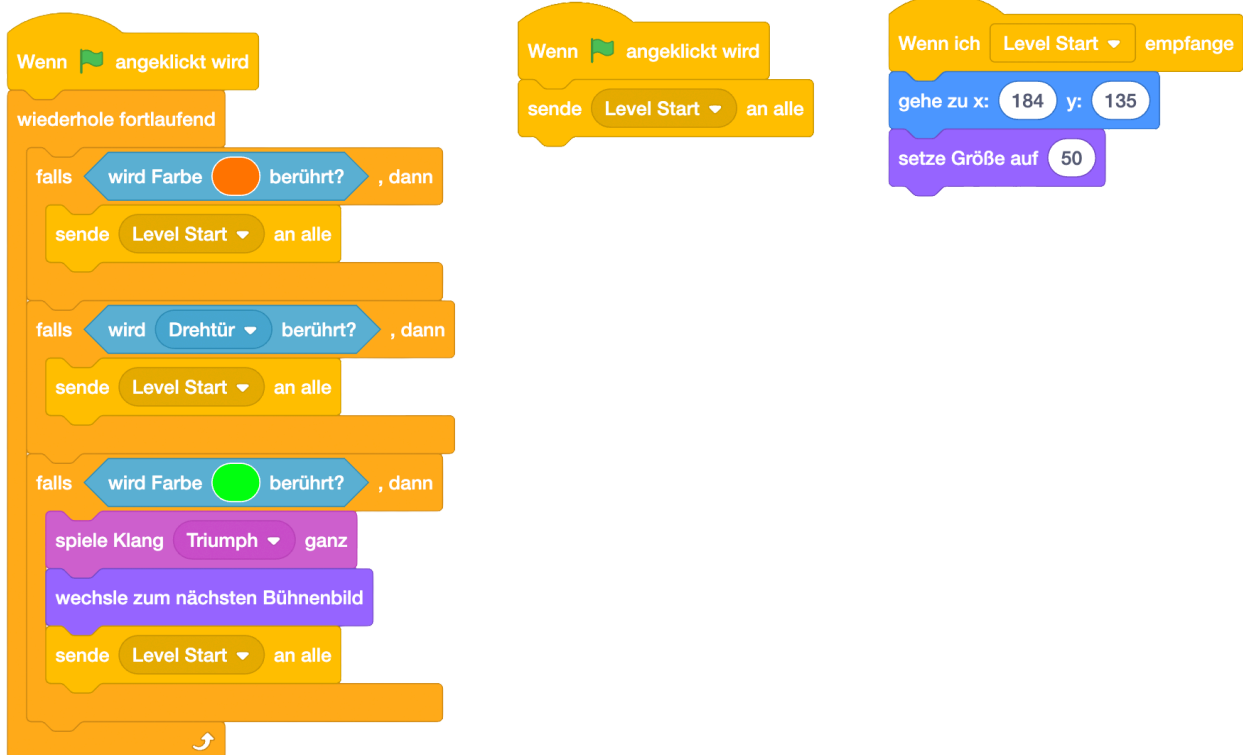 Wenn angeklickt wird
wiederhole fortlaufend
falls wird Farbe berührt? , dann
sende Level Start an alle
falls wird Drehtür berührt? , dann
sende Level Start an alle
falls wird Farbe berührt? , dann
spiele Klang Triumph ganz
wechsle zum nächsten Bühnenbild
sende Level Start an alle
Wenn angeklickt wird
sende Level Start an alle
Wenn ich Level Start empfange
gehe zu x: 184 y: 135
setze Größe auf 50